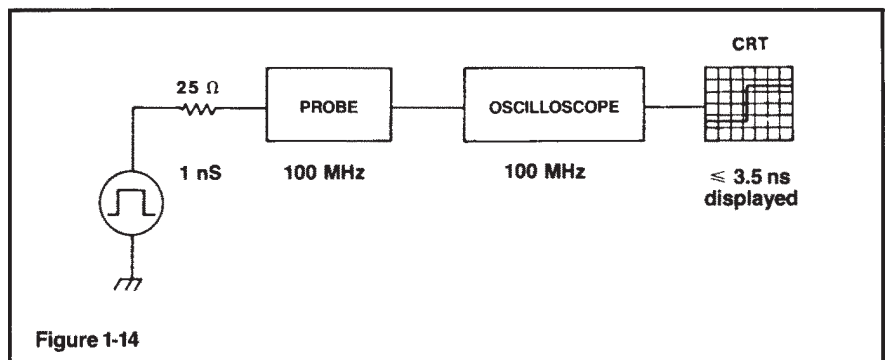 CRT
25 Ω
PROBE
OSCILLOSCOPE
1 nS
100 MHz
100 MHz
≤ 3.5 ns
displayed
Figure 1-14